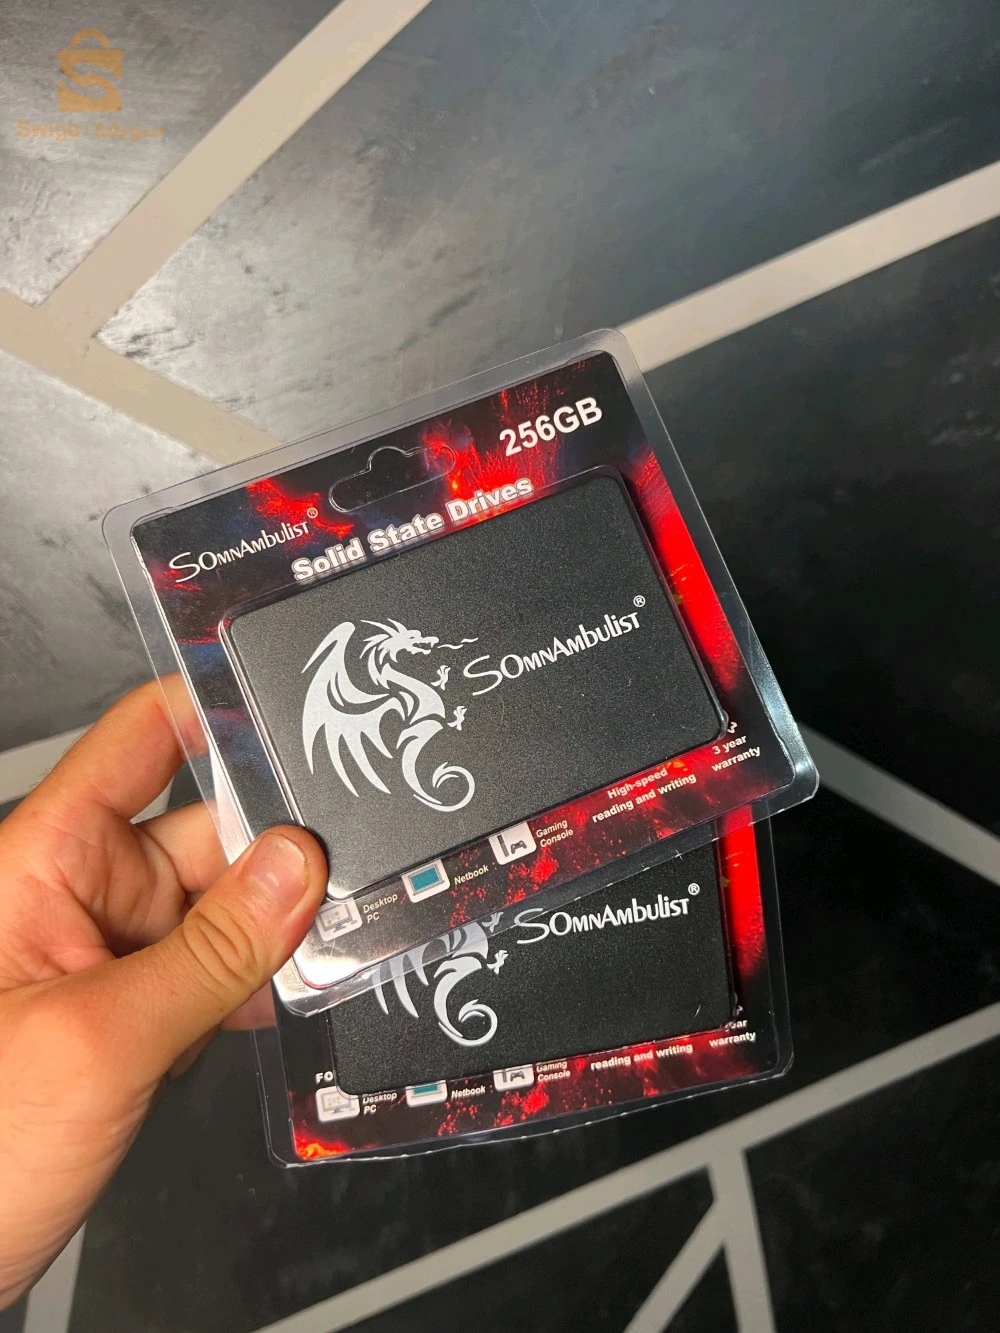 256GB
SOMNAMBULIST®
Solid State Drives
SOMNAMBULIST®
3 year
warranty
High-speed
reading and writing
Gaming
Console
Netbook
Desktop
PC
SOMNAMBULIST®
warranty
reading and writing
Gaming
Console
Netbook
FO
Desktop
PC